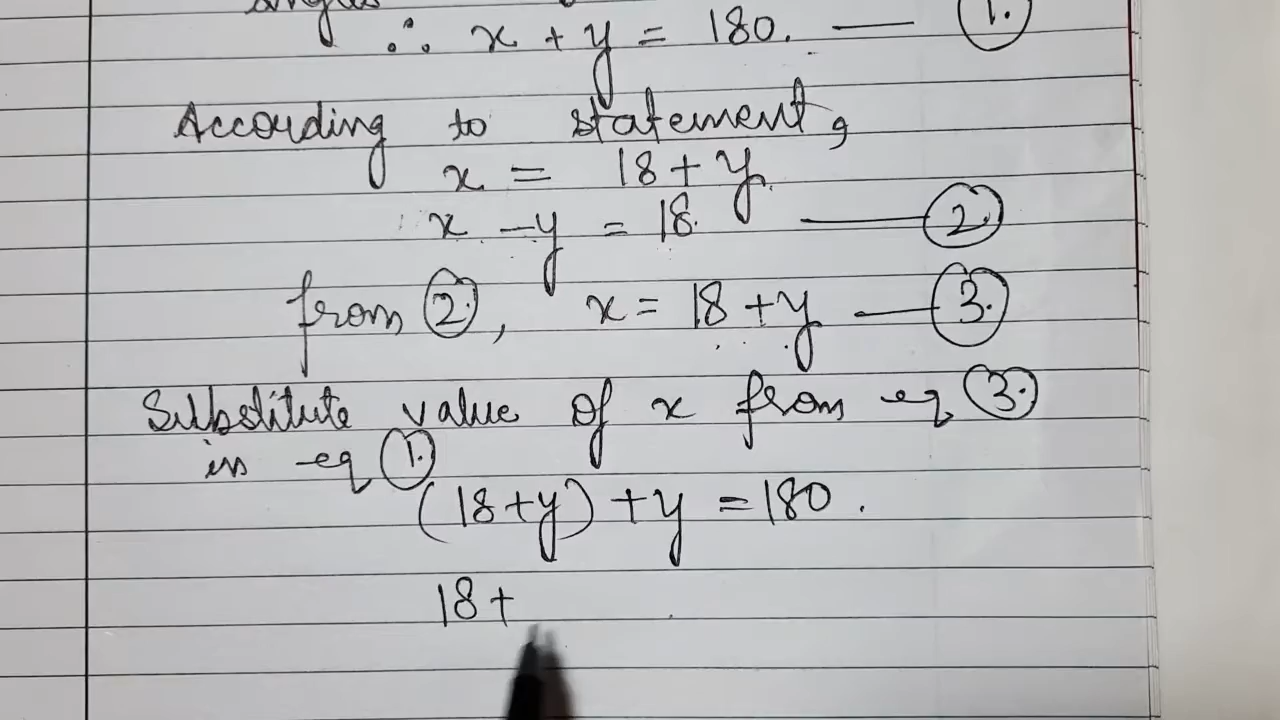 angles
∴ x + y = 180. — 1.
According to statement,
x = 18 + y
x - y = 18. — 2.
from 2., x = 18 + y — 3.
Substitute value of x from eq 3.
in eq 1.
(18+y) + y = 180.
18 +